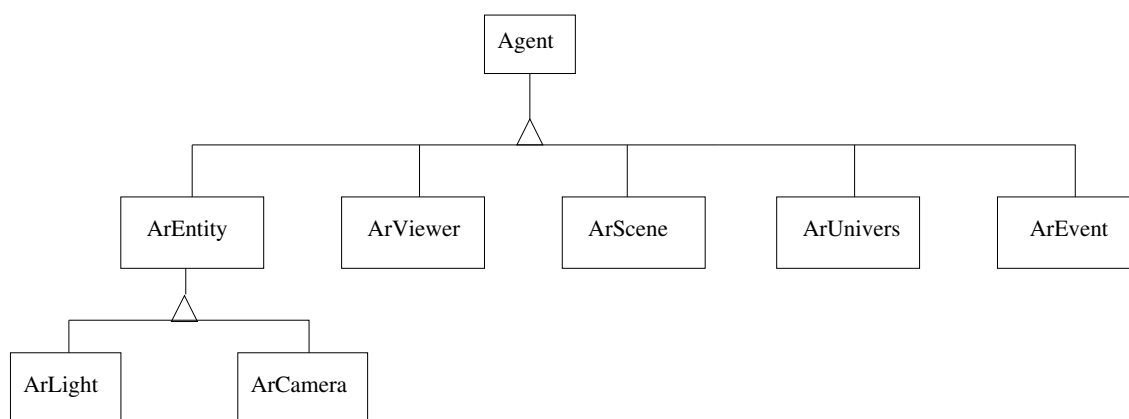 Agent
ArEntity
ArViewer
ArScene
ArUnivers
ArEvent
ArLight
ArCamera